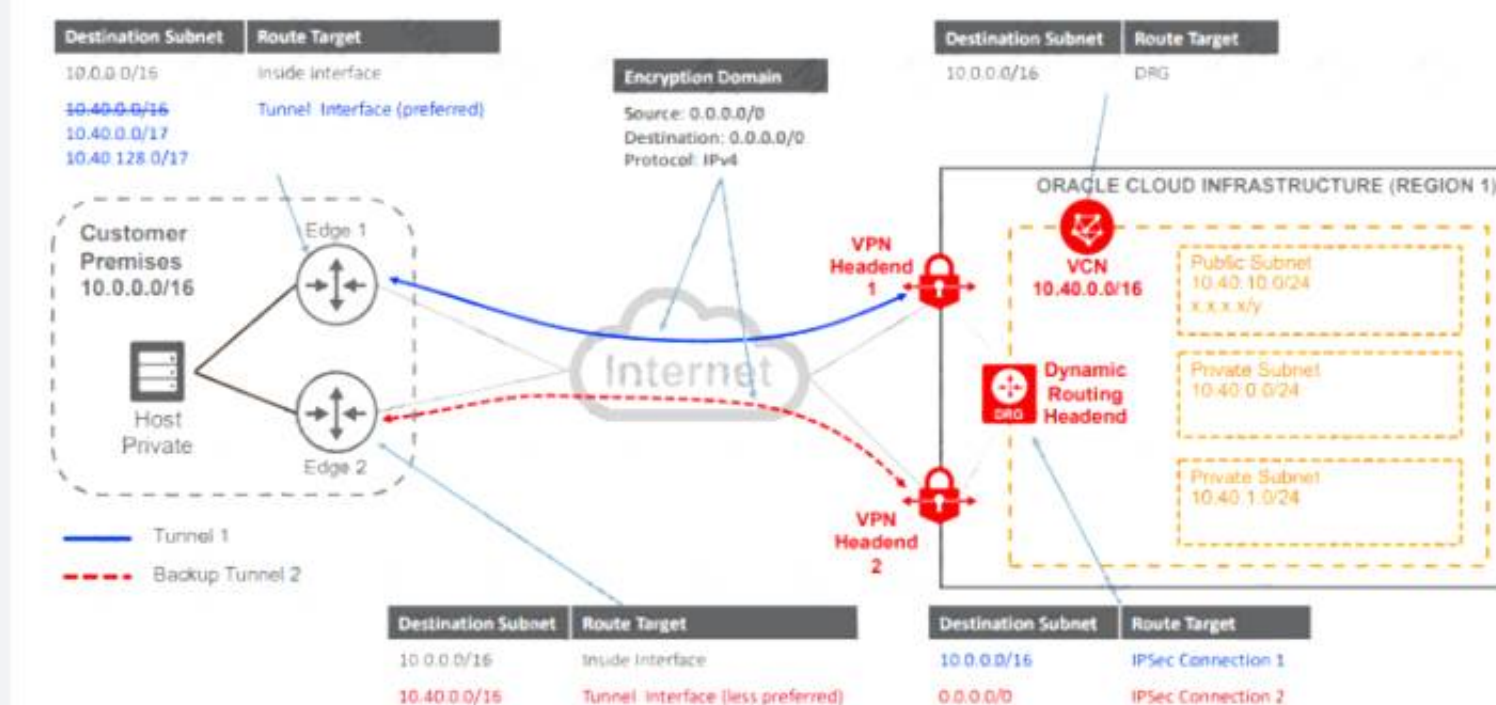 Destination Subnet Route Target
10.0.0.0/16 Inside Interface
10.40.0.0/16 Tunnel Interface (preferred)
10.40.0.0/17
10.40.128.0/17
Encryption Domain
Source: 0.0.0.0/0
Destination: 0.0.0.0/0
Protocol: IPv4
Destination Subnet Route Target
10.0.0.0/16 DRG
ORACLE CLOUD INFRASTRUCTURE (REGION 1)
Customer
Premises
10.0.0.0/16
Edge 1
Host
Private
Edge 2
Internet
VPN
Headend
1
VCN
10.40.0.0/16
Public Subnet
10.40.10.0/24
x.x.x.x/y
DRG
Dynamic
Routing
Headend
Private Subnet
10.40.0.0/24
Private Subnet
10.40.1.0/24
VPN
Headend
2
Tunnel 1
Backup Tunnel 2
Destination Subnet Route Target
10.0.0.0/16 Inside Interface
10.40.0.0/16 Tunnel Interface (less preferred)
Destination Subnet Route Target
10.0.0.0/16 IPSec Connection 1
0.0.0.0/0 IPSec Connection 2